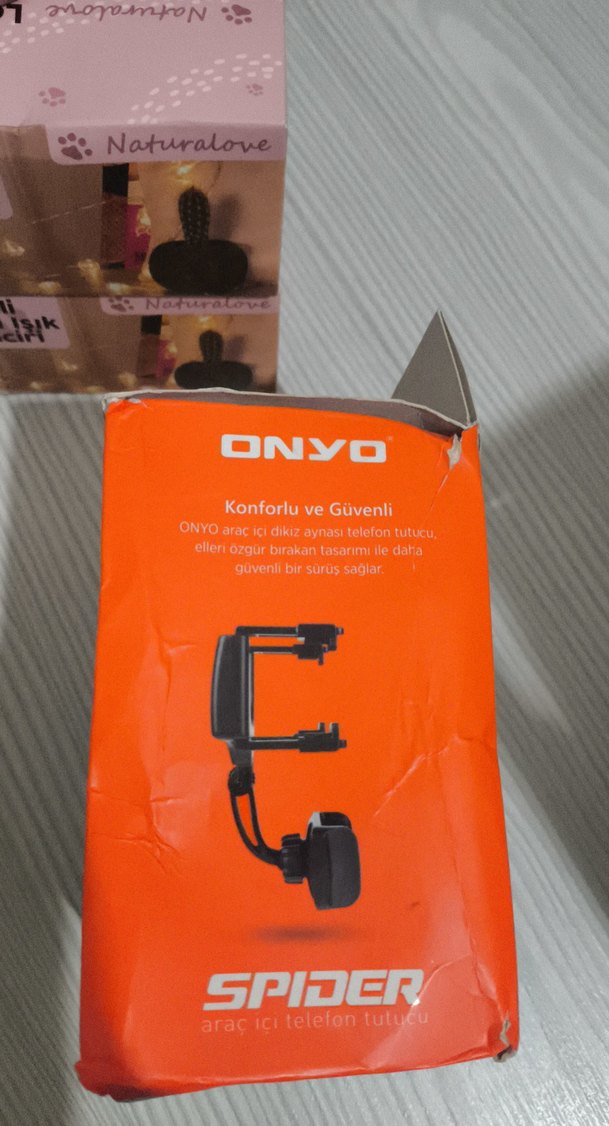 Naturalove
Naturalove
Naturalove
Işık
ONYO
Konforlu ve Güvenli
ONYO araç içi dikiz aynası telefon tutucu,
elleri özgür bırakan tasarımı ile daha
güvenli bir sürüş sağlar.
SPIDER
araç içi telefon tutucu